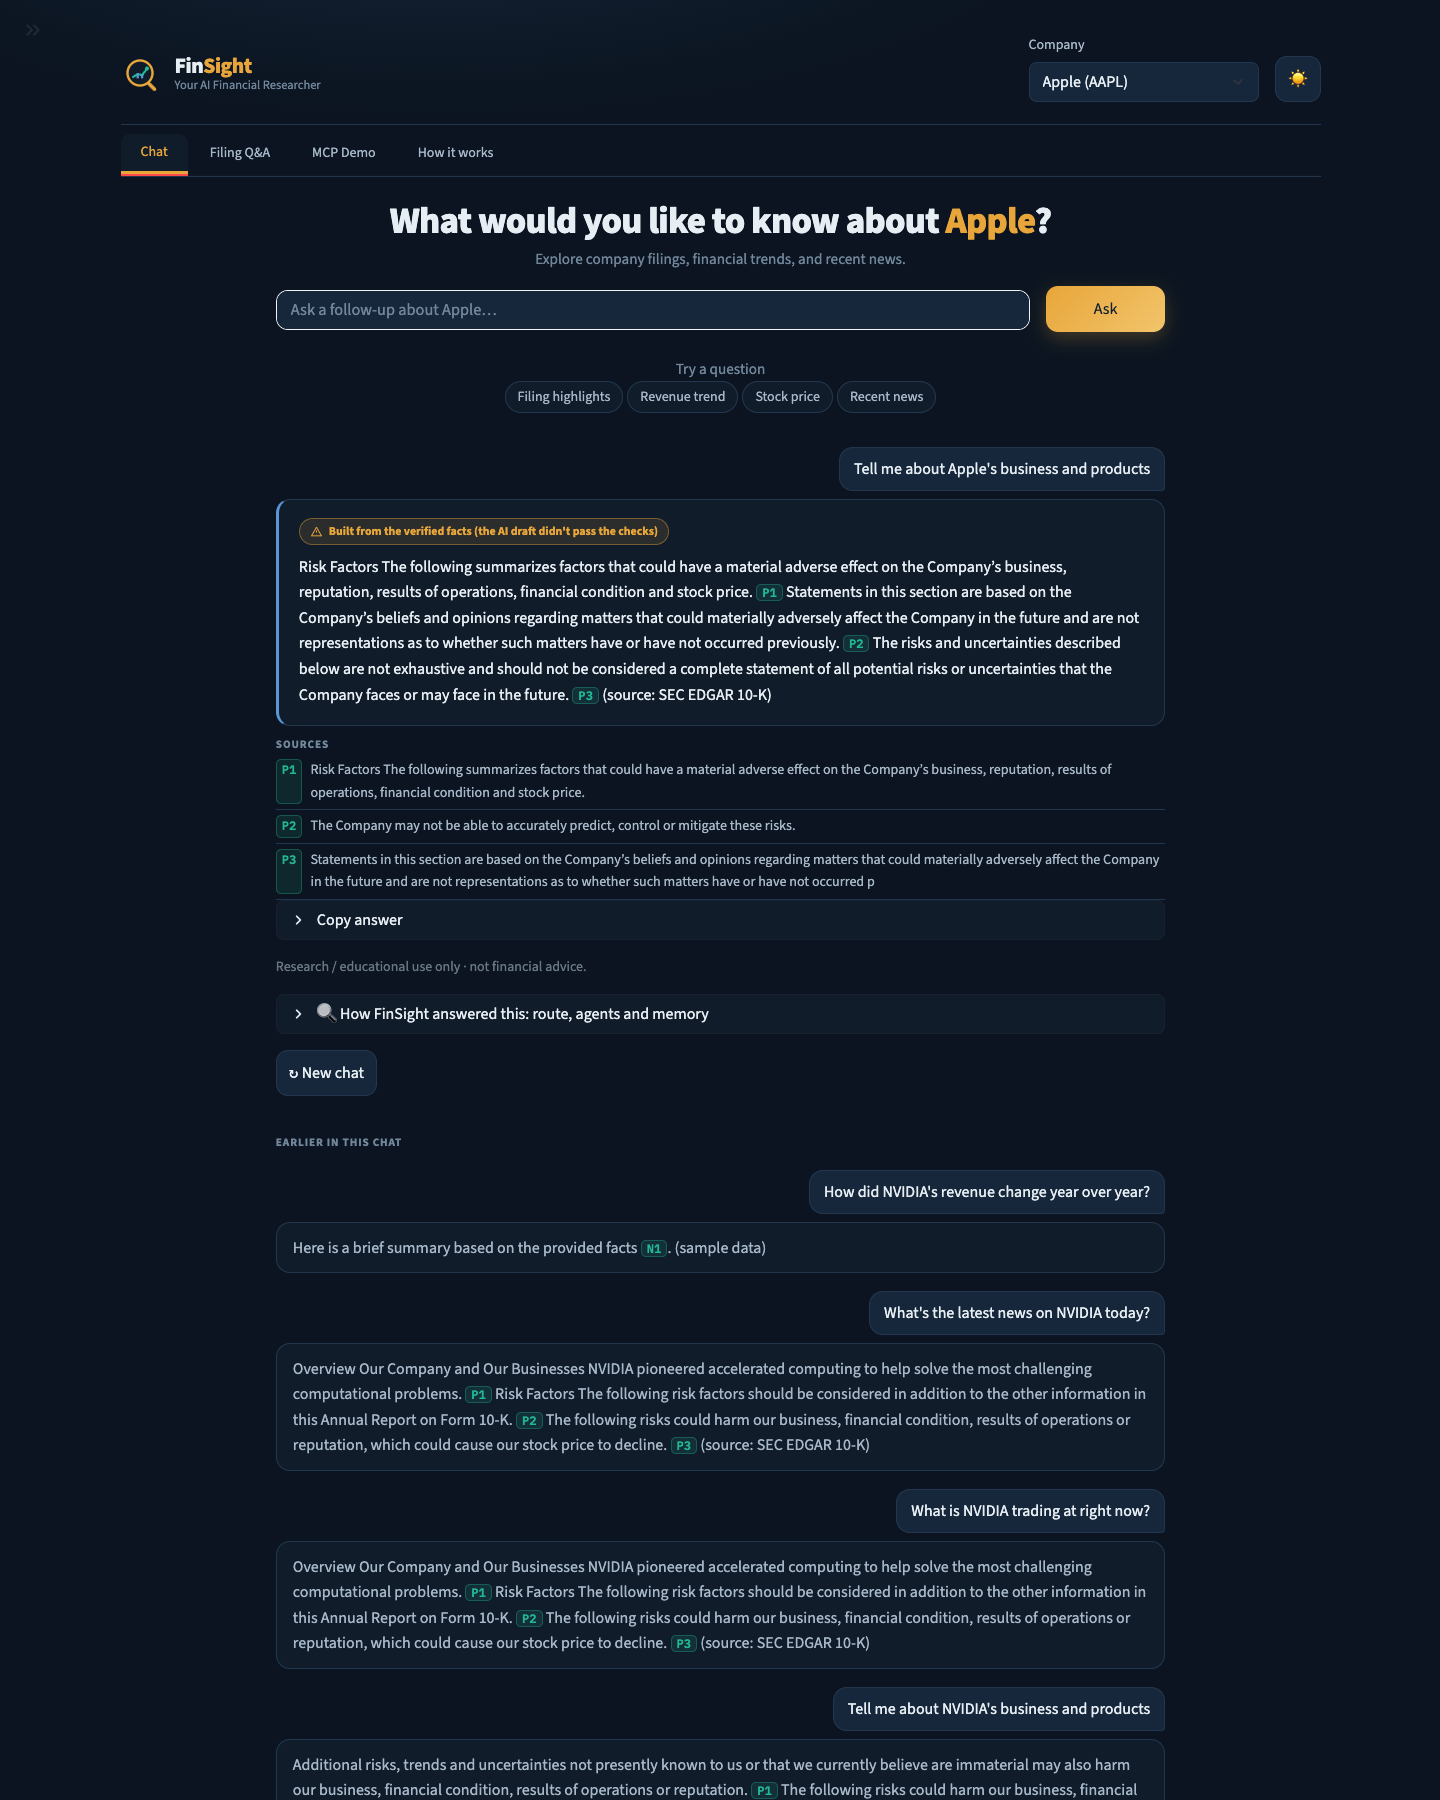 FinSight
Your AI Financial Researcher
Company
Apple (AAPL)
Chat
Filing Q&A
MCP Demo
How it works
What would you like to know about Apple?
Explore company filings, financial trends, and recent news.
Ask a follow-up about Apple…
Ask
Try a question
Filing highlights
Revenue trend
Stock price
Recent news
Tell me about Apple's business and products
Built from the verified facts (the AI draft didn't pass the checks)
Risk Factors The following summarizes factors that could have a material adverse effect on the Company’s business,
reputation, results of operations, financial condition and stock price. P1 Statements in this section are based on the
Company’s beliefs and opinions regarding matters that could materially adversely affect the Company in the future and are not
representations as to whether such matters have or have not occurred previously. P2 The risks and uncertainties described
below are not exhaustive and should not be considered a complete statement of all potential risks or uncertainties that the
Company faces or may face in the future. P3 (source: SEC EDGAR 10-K)
SOURCES
P1 Risk Factors The following summarizes factors that could have a material adverse effect on the Company’s business, reputation, results of
operations, financial condition and stock price.
P2 The Company may not be able to accurately predict, control or mitigate these risks.
P3 Statements in this section are based on the Company’s beliefs and opinions regarding matters that could materially adversely affect the Company
in the future and are not representations as to whether such matters have or have not occurred p
Copy answer
Research / educational use only · not financial advice.
How FinSight answered this: route, agents and memory
↻ New chat
EARLIER IN THIS CHAT
How did NVIDIA's revenue change year over year?
Here is a brief summary based on the provided facts N1. (sample data)
What's the latest news on NVIDIA today?
Overview Our Company and Our Businesses NVIDIA pioneered accelerated computing to help solve the most challenging
computational problems. P1 Risk Factors The following risk factors should be considered in addition to the other information in
this Annual Report on Form 10-K. P2 The following risks could harm our business, financial condition, results of operations or
reputation, which could cause our stock price to decline. P3 (source: SEC EDGAR 10-K)
What is NVIDIA trading at right now?
Overview Our Company and Our Businesses NVIDIA pioneered accelerated computing to help solve the most challenging
computational problems. P1 Risk Factors The following risk factors should be considered in addition to the other information in
this Annual Report on Form 10-K. P2 The following risks could harm our business, financial condition, results of operations or
reputation, which could cause our stock price to decline. P3 (source: SEC EDGAR 10-K)
Tell me about NVIDIA's business and products
Additional risks, trends and uncertainties not presently known to us or that we currently believe are immaterial may also harm
our business, financial condition, results of operations or reputation. P1 The following risks could harm our business, financial